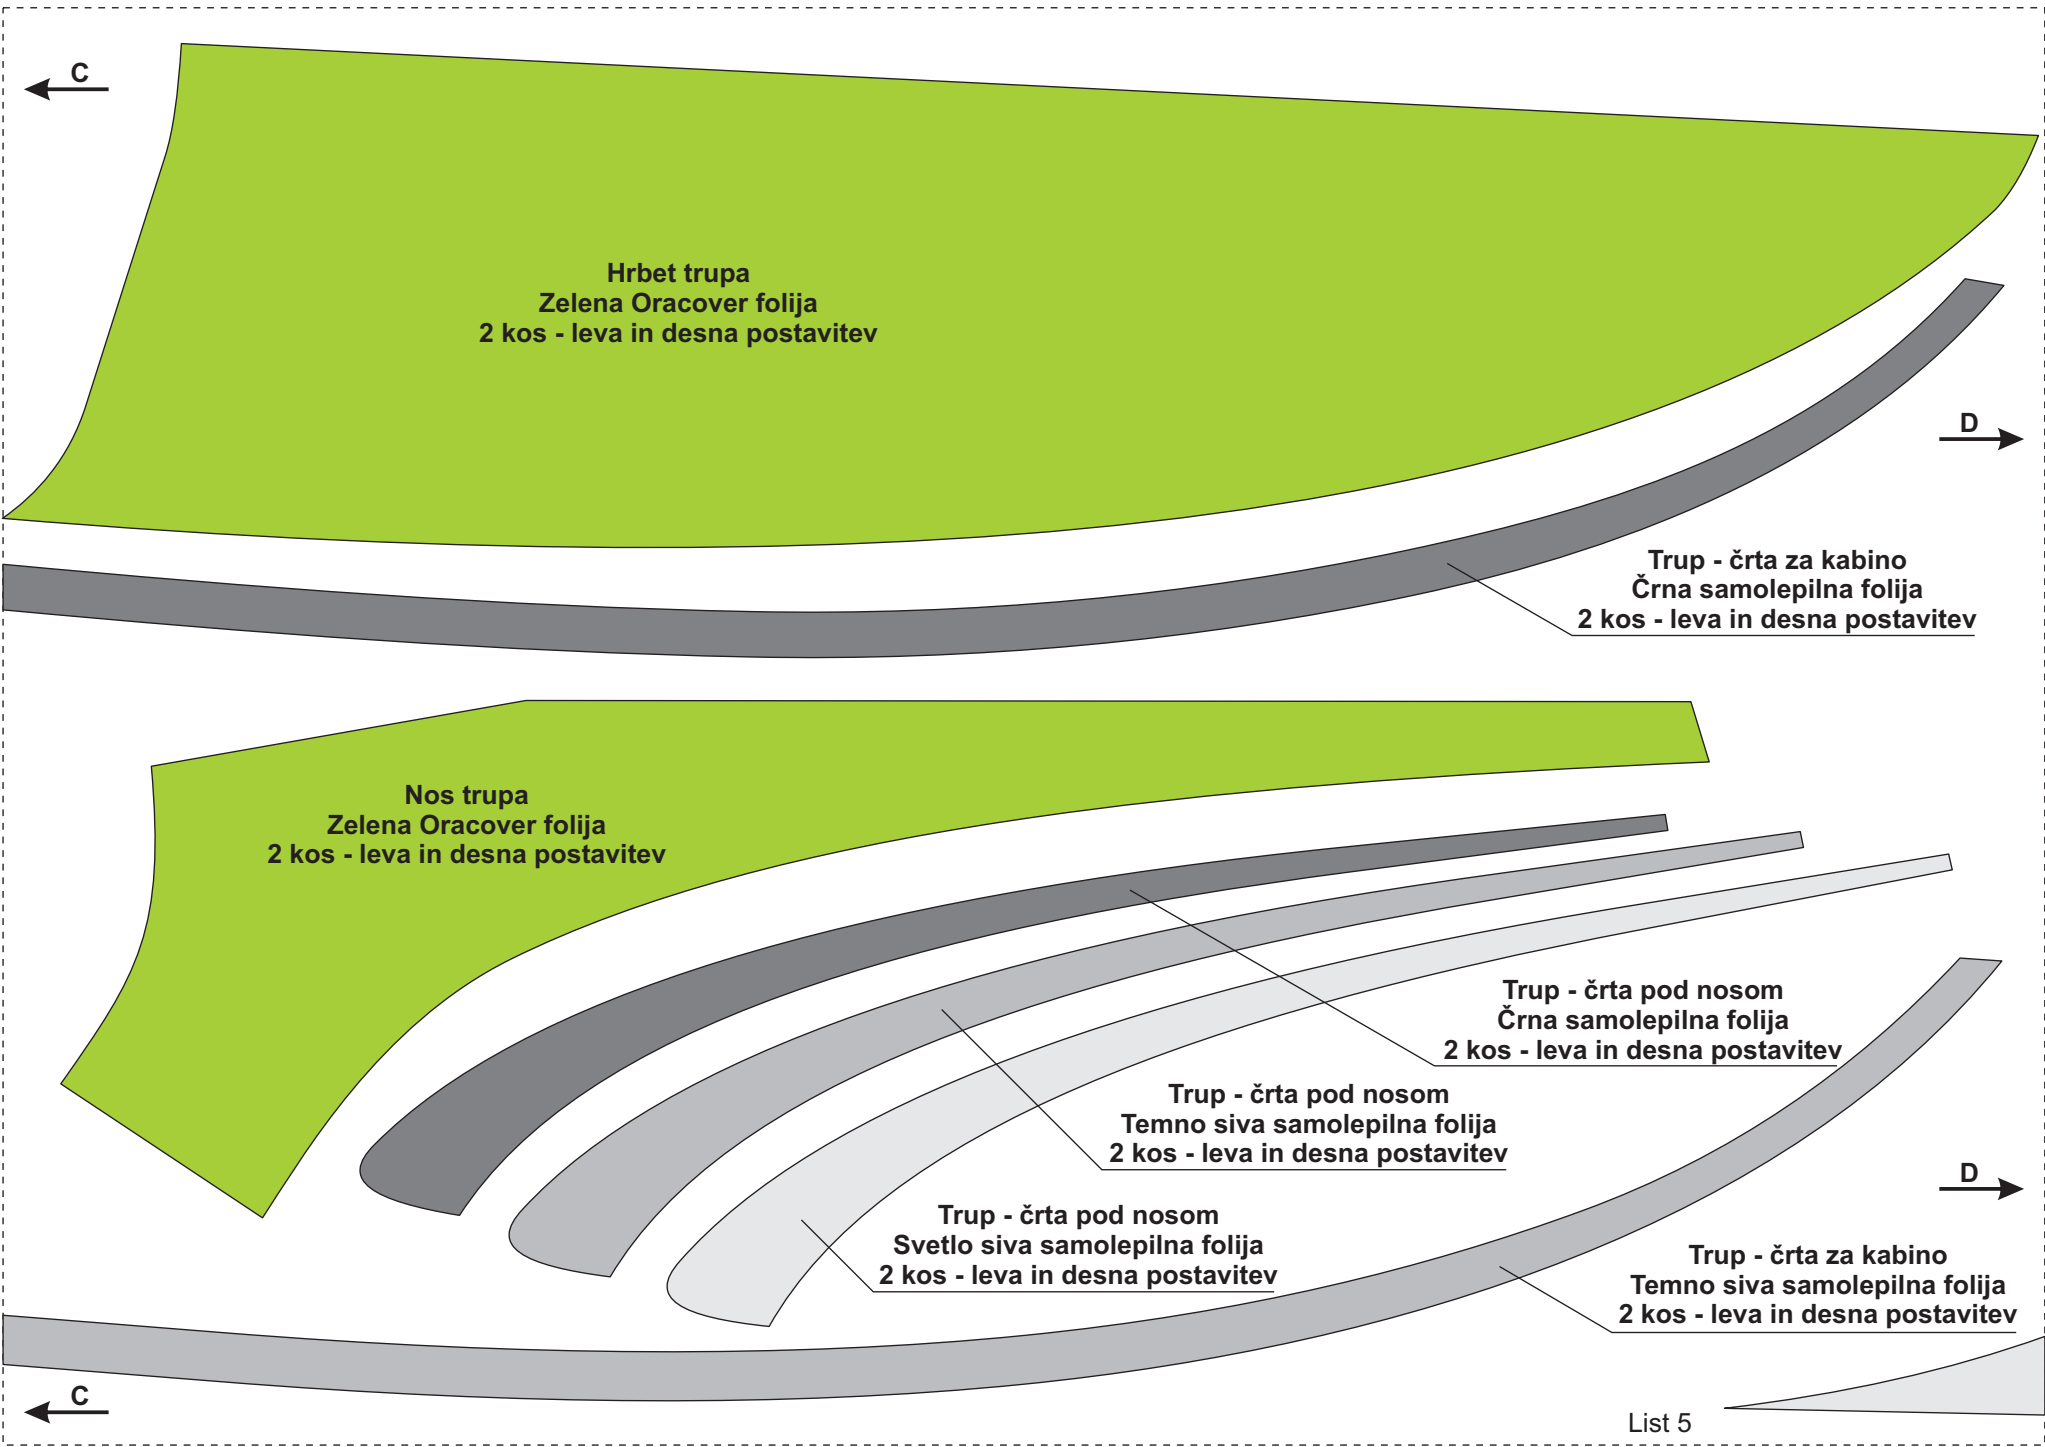 C
Hrbet trupa
Zelena Oracover folija
2 kos - leva in desna postavitev
D
Trup - črta za kabino
Črna samolepilna folija
2 kos - leva in desna postavitev
Nos trupa
Zelena Oracover folija
2 kos - leva in desna postavitev
Trup - črta pod nosom
Črna samolepilna folija
2 kos - leva in desna postavitev
Trup - črta pod nosom
Temno siva samolepilna folija
2 kos - leva in desna postavitev
D
Trup - črta pod nosom
Svetlo siva samolepilna folija
2 kos - leva in desna postavitev
Trup - črta za kabino
Temno siva samolepilna folija
2 kos - leva in desna postavitev
C
List 5